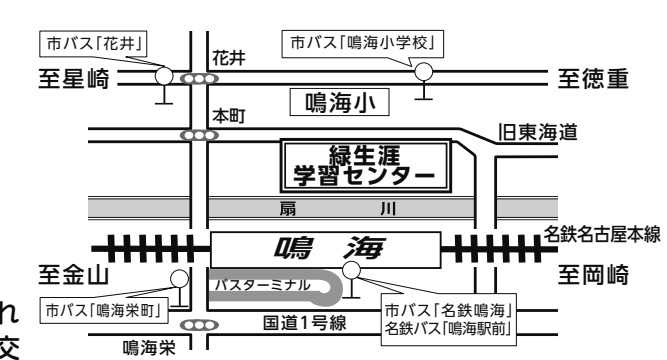 市バス「花井」
花井
市バス「鳴海小学校」
至星崎
至徳重
鳴海小
本町
旧東海道
緑生涯
学習センター
扇川
名鉄名古屋本線
鳴海
至金山
至岡崎
バスターミナル
市バス「鳴海栄町」
市バス「名鉄鳴海」
名鉄バス「鳴海駅前」
国道1号線
鳴海栄
れ
交